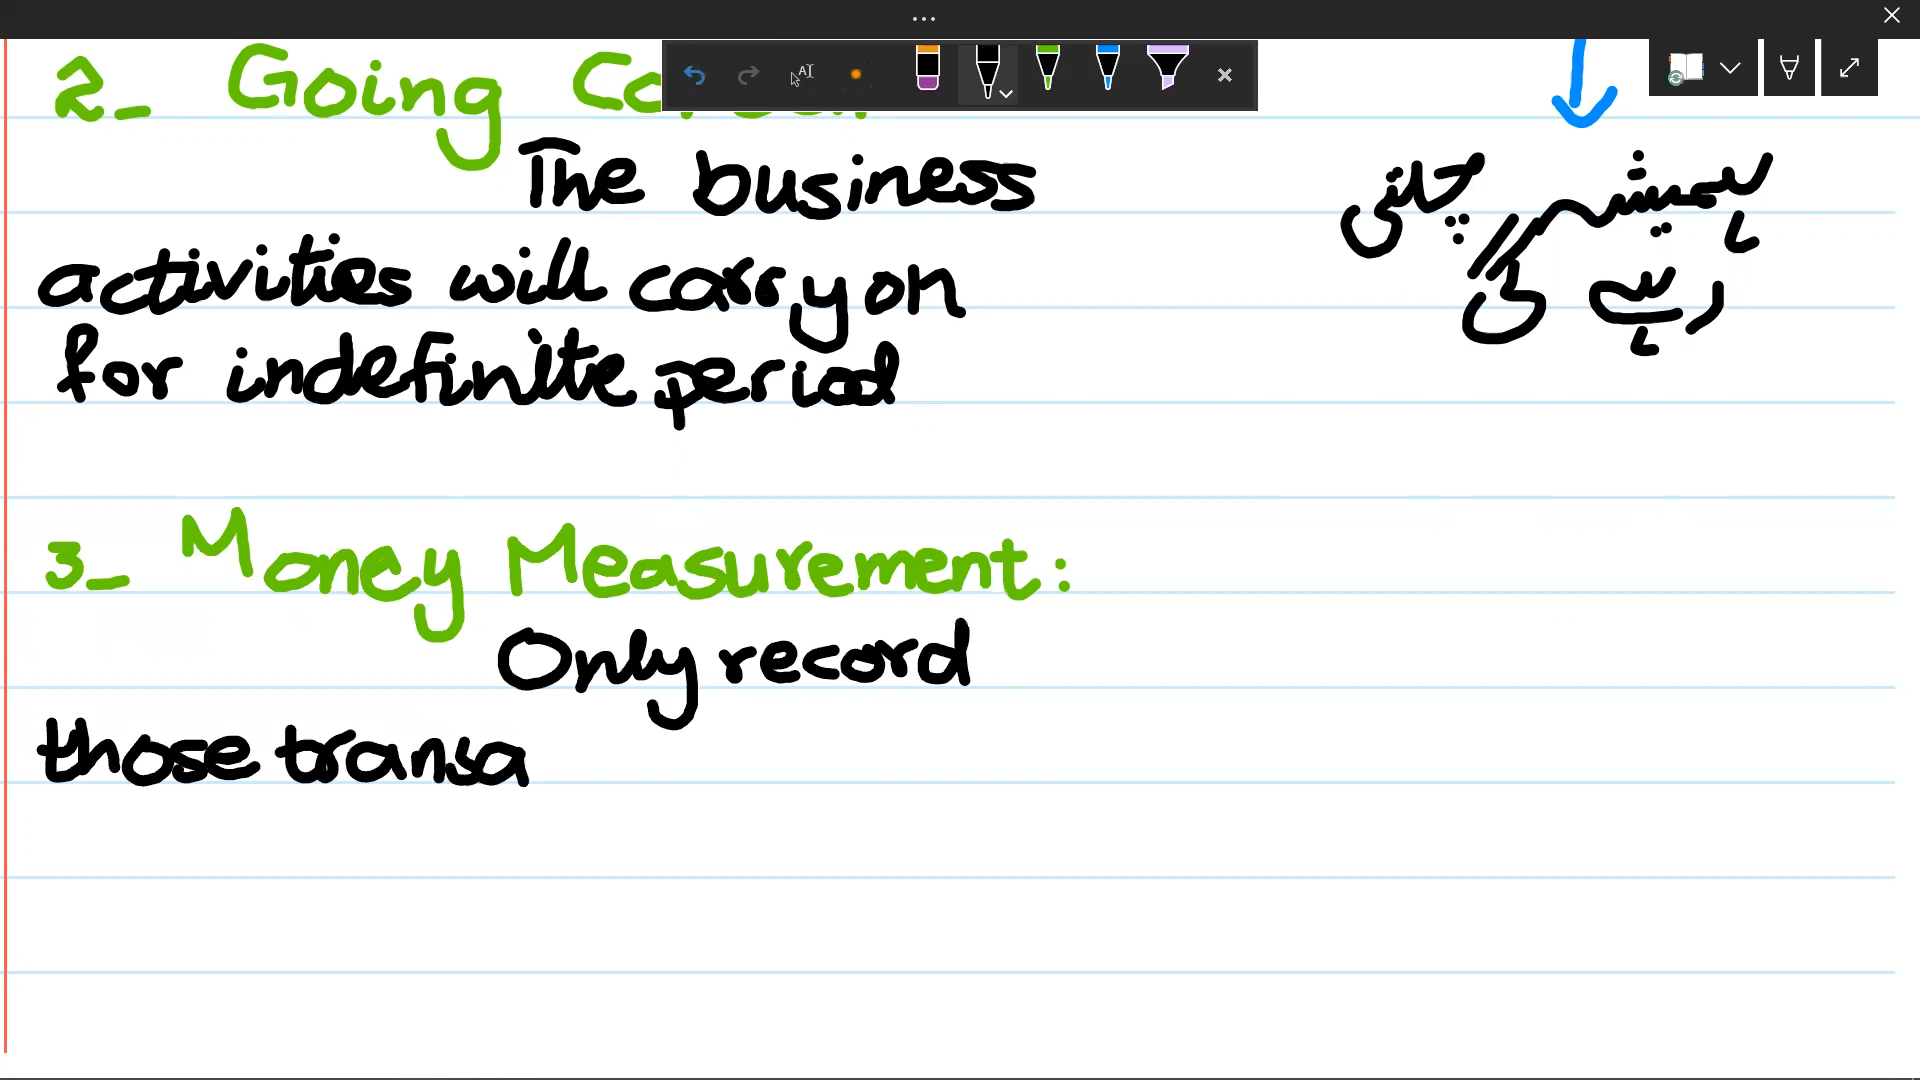 2_ Going
The business
activities will carry on
for indefinite period
ہمیشہ چلتی
رہے گی
3_ Money Measurement:
Only record
those transa